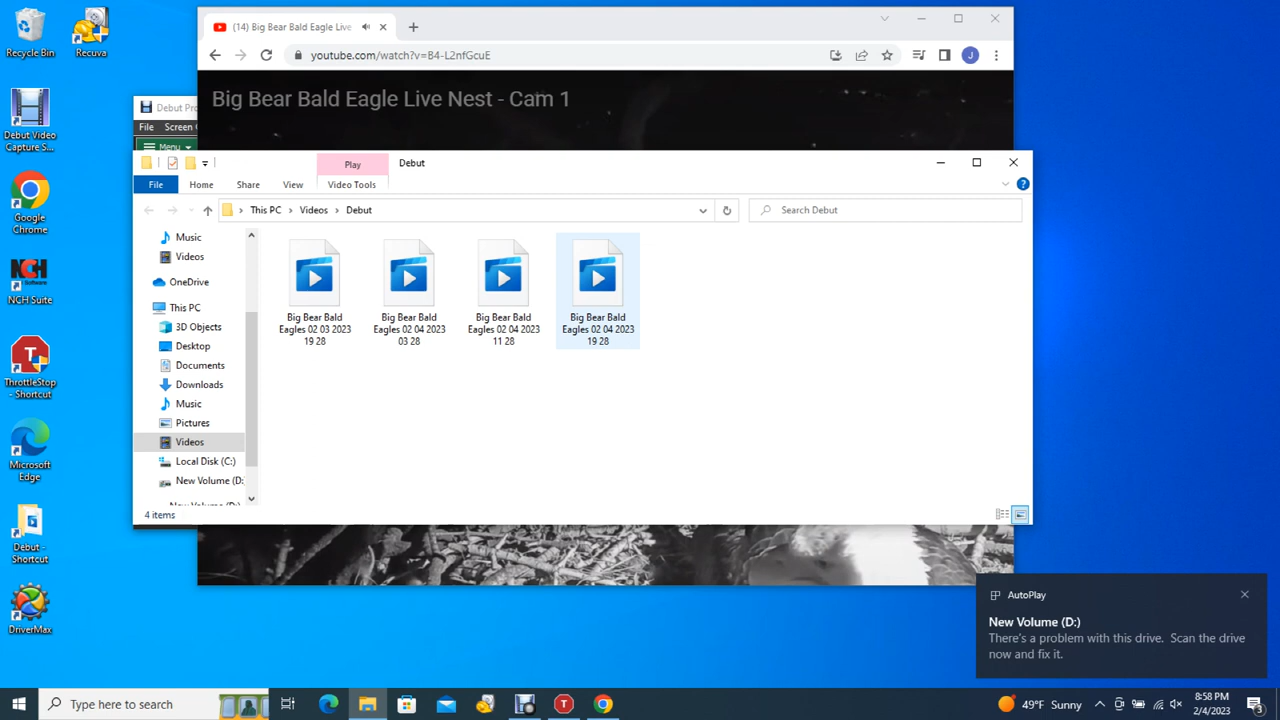 Recycle Bin
Recuva
Debut Video
Capture S...
Google
Chrome
NCH Software
NCH Suite
T
ThrottleStop
- Shortcut
Microsoft
Edge
Debut -
Shortcut
DriverMax
(14) Big Bear Bald Eagle Live
youtube.com/watch?v=B4-L2nfGcuE
J
Big Bear Bald Eagle Live Nest - Cam 1
Debut Pro
File Screen
Menu
Play
Debut
File Home Share View Video Tools
This PC > Videos > Debut
Search Debut
Music
Videos
OneDrive
This PC
3D Objects
Desktop
Documents
Downloads
Music
Pictures
Videos
Local Disk (C:)
New Volume (D:
New Volume (D:)
Big Bear Bald
Eagles 02 03 2023
19 28
Big Bear Bald
Eagles 02 04 2023
03 28
Big Bear Bald
Eagles 02 04 2023
11 28
Big Bear Bald
Eagles 02 04 2023
19 28
4 items
AutoPlay
New Volume (D:)
There's a problem with this drive. Scan the drive
now and fix it.
Type here to search
T
49°F Sunny
8:58 PM
2/4/2023
3